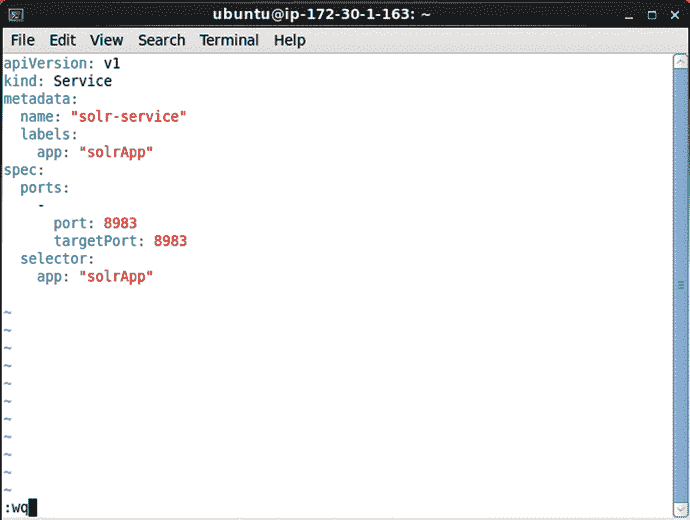 ubuntu@ip-172-30-1-163: ~
File Edit View Search Terminal Help
apiVersion: v1
kind: Service
metadata:
  name: "solr-service"
  labels:
    app: "solrApp"
spec:
  ports:
    -
      port: 8983
      targetPort: 8983
  selector:
    app: "solrApp"
~
~
~
~
~
~
~
~
~
~
~
:wq